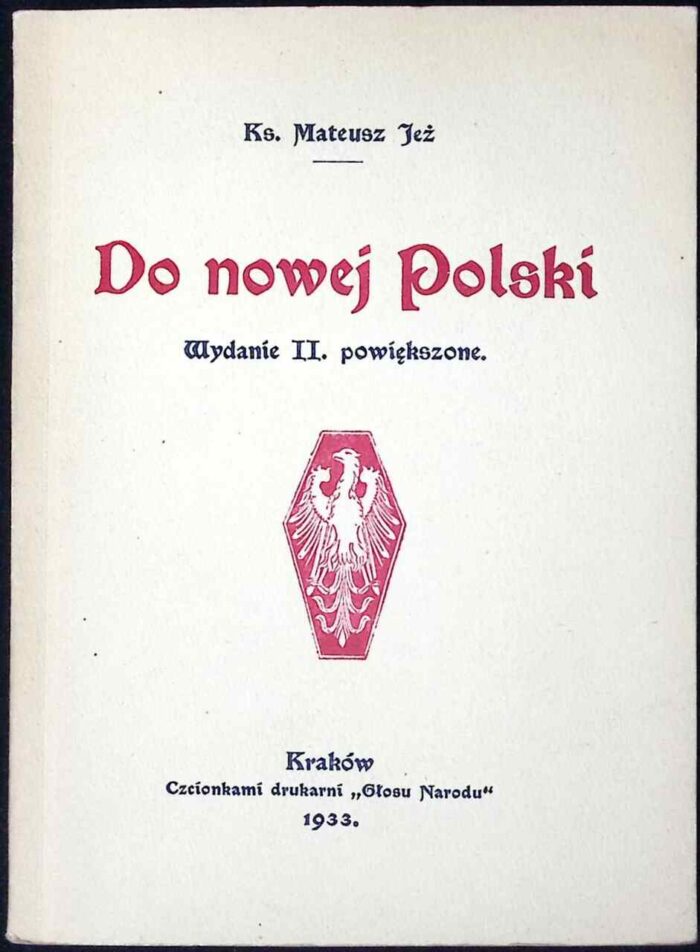 Ks. Mateusz Jeż
Do nowej Polski
Wydanie II. powiększone.
Kraków
Czcionkami drukarni „Głosu Narodu“
1933.